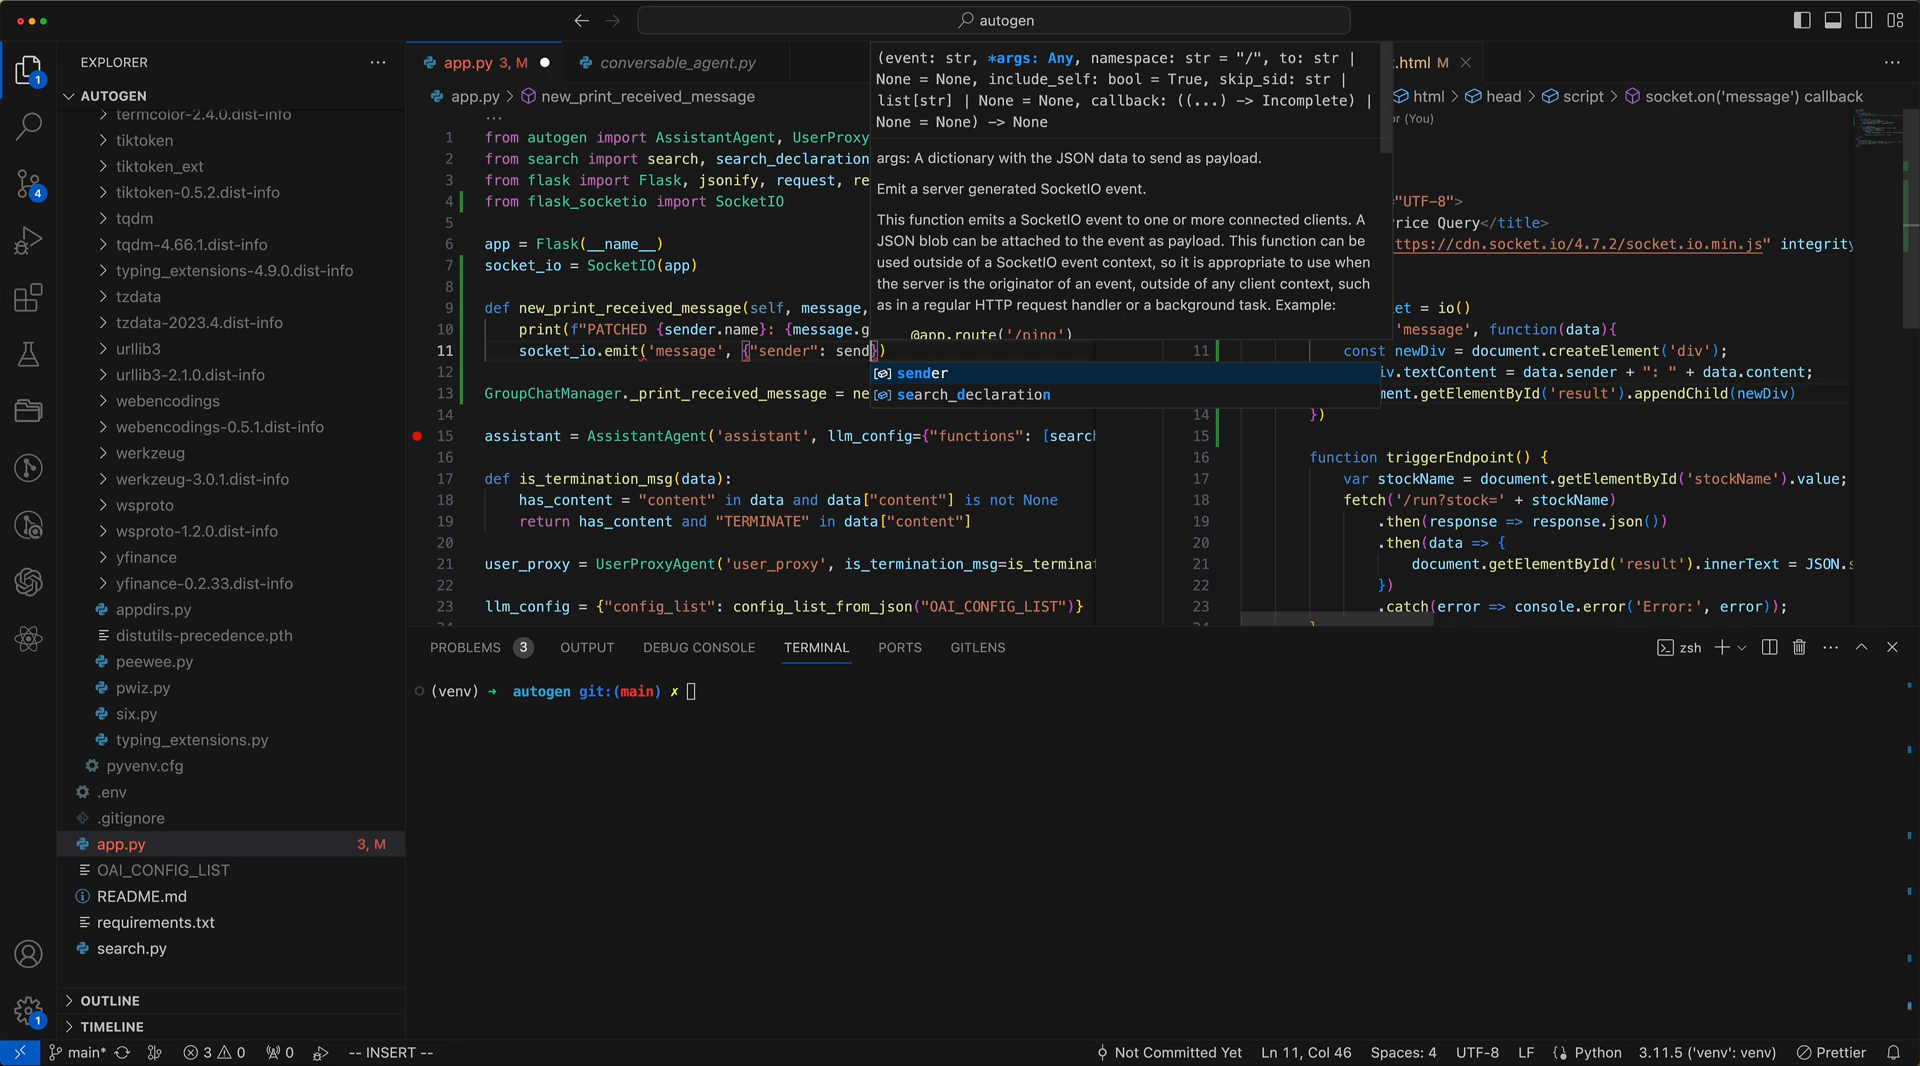 autogen
EXPLORER
AUTOGEN
termcolor-2.4.0.dist-info
tiktoken
tiktoken_ext
tiktoken-0.5.2.dist-info
tqdm
tqdm-4.66.1.dist-info
typing_extensions-4.9.0.dist-info
tzdata
tzdata-2023.4.dist-info
urllib3
urllib3-2.1.0.dist-info
webencodings
webencodings-0.5.1.dist-info
werkzeug
werkzeug-3.0.1.dist-info
wsproto
wsproto-1.2.0.dist-info
yfinance
yfinance-0.2.33.dist-info
appdirs.py
distutils-precedence.pth
peewee.py
pwiz.py
six.py
typing_extensions.py
pyvenv.cfg
.env
.gitignore
app.py 3, M
OAI_CONFIG_LIST
README.md
requirements.txt
search.py
OUTLINE
TIMELINE
1
4
1
app.py 3, M
conversable_agent.py
app.py > new_print_received_message
...
1 from autogen import AssistantAgent, UserProxy
2 from search import search, search_declaration
3 from flask import Flask, jsonify, request, re
4 from flask_socketio import SocketIO
5
6 app = Flask(__name__)
7 socket_io = SocketIO(app)
8
9 def new_print_received_message(self, message,
10 print(f"PATCHED {sender.name}: {message.g
11 socket_io.emit('message', {"sender": send})
12
13 GroupChatManager._print_received_message = ne
14
15 assistant = AssistantAgent('assistant', llm_config={"functions": [search
16
17 def is_termination_msg(data):
18 has_content = "content" in data and data["content"] is not None
19 return has_content and "TERMINATE" in data["content"]
20
21 user_proxy = UserProxyAgent('user_proxy', is_termination_msg=is_termina
22
23 llm_config = {"config_list": config_list_from_json("OAI_CONFIG_LIST")}
24
(event: str, *args: Any, namespace: str = "/", to: str |
None = None, include_self: bool = True, skip_sid: str |
list[str] | None = None, callback: ((...) -> Incomplete) |
None = None) -> None
args: A dictionary with the JSON data to send as payload.
Emit a server generated SocketIO event.
This function emits a SocketIO event to one or more connected clients. A
JSON blob can be attached to the event as payload. This function can be
used outside of a SocketIO event context, so it is appropriate to use when
the server is the originator of an event, outside of any client context, such
as in a regular HTTP request handler or a background task. Example:
@app.route('/ping')
sender
search_declaration
.html M
html > head > script > socket.on('message') callback
or (You)
="UTF-8">
rice Query</title>
ttps://cdn.socket.io/4.7.2/socket.io.min.js" integrity
et = io()
'message', function(data){
11 const newDiv = document.createElement('div');
v.textContent = data.sender + ": " + data.content;
ment.getElementById('result').appendChild(newDiv)
14 })
15
16 function triggerEndpoint() {
17 var stockName = document.getElementById('stockName').value;
18 fetch('/run?stock=' + stockName)
19 .then(response => response.json())
20 .then(data => {
21 document.getElementById('result').innerText = JSON.s
22 })
23 .catch(error => console.error('Error:', error));
24 }
PROBLEMS 3
OUTPUT
DEBUG CONSOLE
TERMINAL
PORTS
GITLENS
zsh
(venv) → autogen git:(main) ✗
main*
3
0
0
-- INSERT --
Not Committed Yet
Ln 11, Col 46
Spaces: 4
UTF-8
LF
Python
3.11.5 ('venv': venv)
Prettier